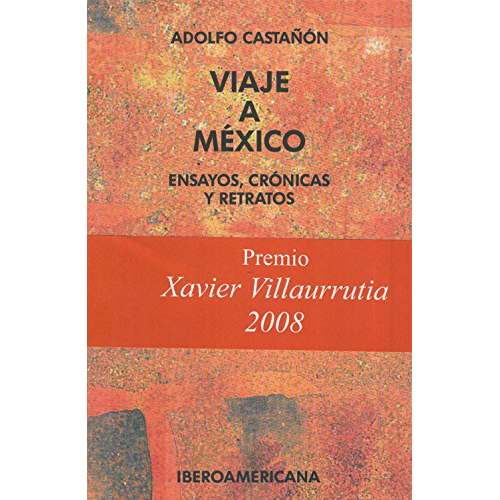 ADOLFO CASTAÑÓN
VIAJE
A
MÉXICO
ENSAYOS, CRÓNICAS
Y RETRATOS
Premio
Xavier Villaurrutia
2008
IBEROAMERICANA